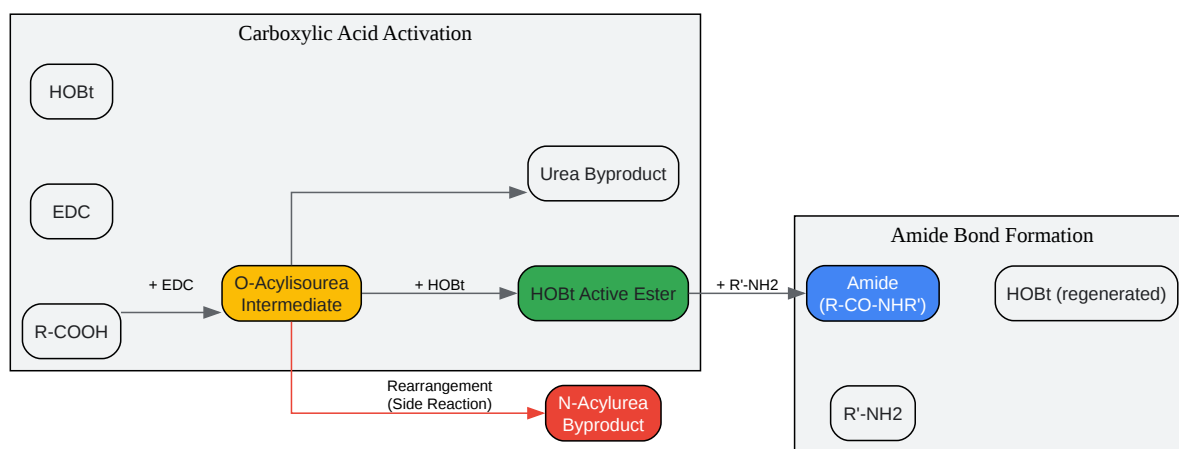 Carboxylic Acid Activation
HOBt
Urea Byproduct
EDC
Amide Bond Formation
+ EDC
O-Acylisourea
Intermediate
+ HOBt
HOBt Active Ester
+ R'-NH2
Amide
(R-CO-NHR')
HOBt (regenerated)
R-COOH
Rearrangement
(Side Reaction)
N-Acylurea
Byproduct
R'-NH2